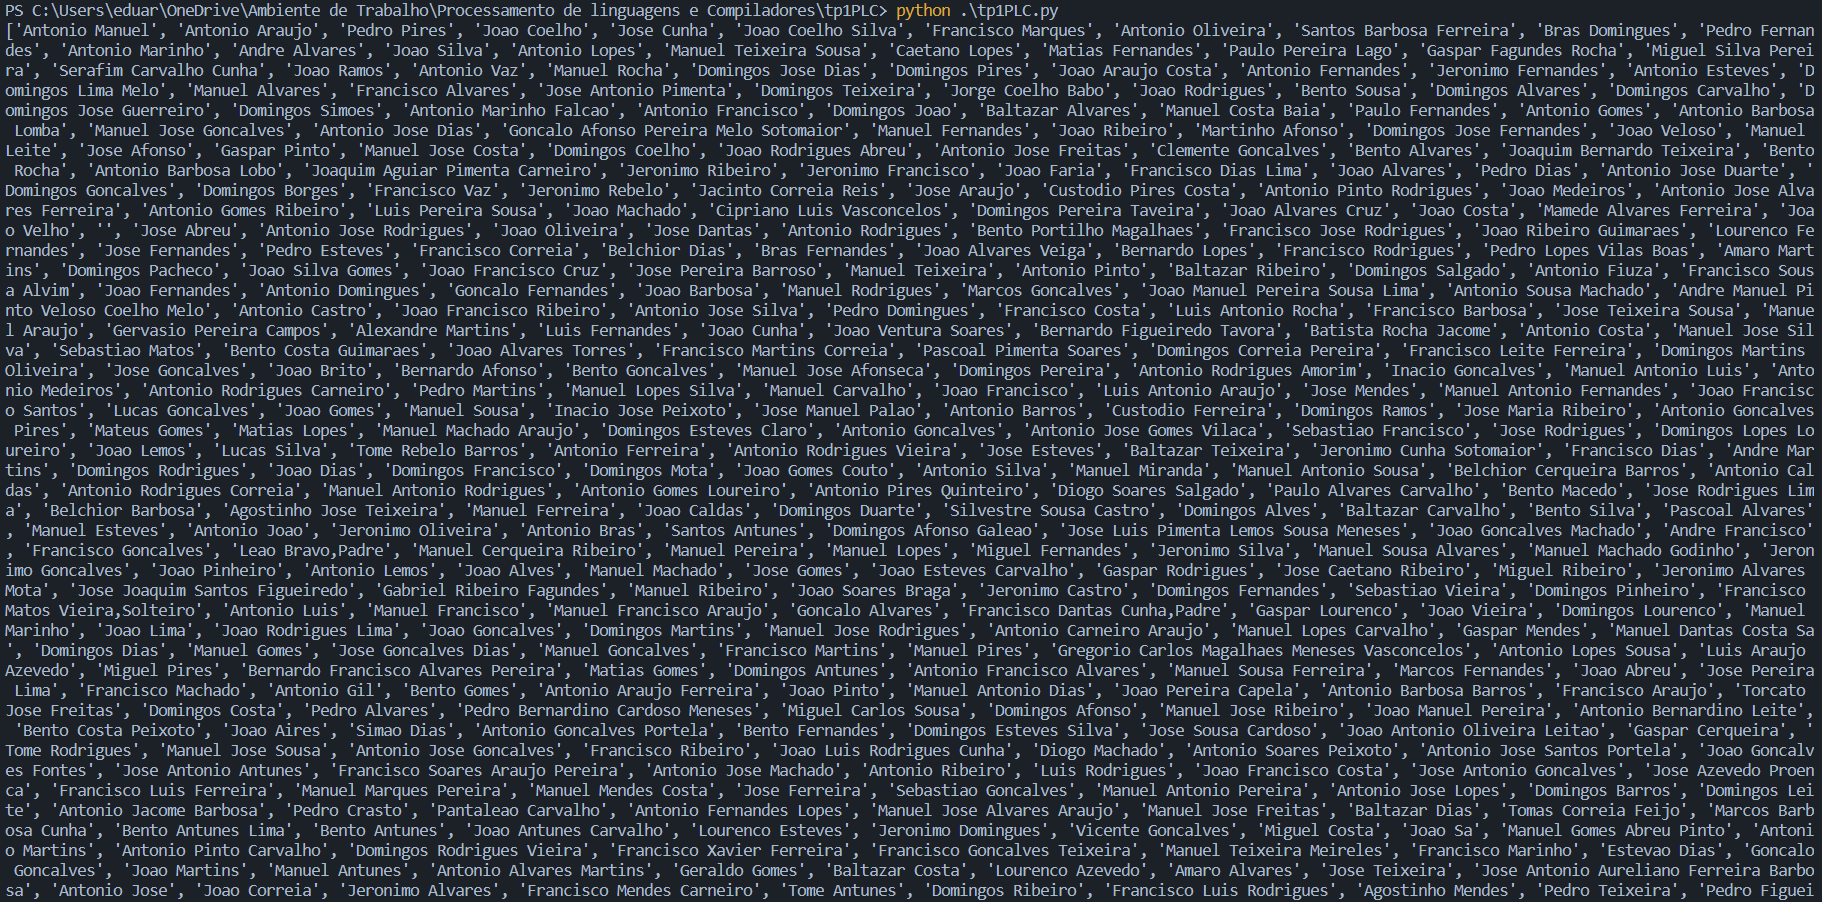 PS C:\Users\eduar\OneDrive\Ambiente de Trabalho\Processamento de linguagens e Compiladores\tp1PLC> python .\tp1PLC.py
['Antonio Manuel', 'Antonio Araujo', 'Pedro Pires', 'Joao Coelho', 'Jose Cunha', 'Joao Coelho Silva', 'Francisco Marques', 'Antonio Oliveira', 'Santos Barbosa Ferreira', 'Bras Domingues', 'Pedro Fernan
des', 'Antonio Marinho', 'Andre Alvares', 'Joao Silva', 'Antonio Lopes', 'Manuel Teixeira Sousa', 'Caetano Lopes', 'Matias Fernandes', 'Paulo Pereira Lago', 'Gaspar Fagundes Rocha', 'Miguel Silva Perei
ra', 'Serafim Carvalho Cunha', 'Joao Ramos', 'Antonio Vaz', 'Manuel Rocha', 'Domingos Jose Dias', 'Domingos Pires', 'Joao Araujo Costa', 'Antonio Fernandes', 'Jeronimo Fernandes', 'Antonio Esteves', 'D
omingos Lima Melo', 'Manuel Alvares', 'Francisco Alvares', 'Jose Antonio Pimenta', 'Domingos Teixeira', 'Jorge Coelho Babo', 'Joao Rodrigues', 'Bento Sousa', 'Domingos Alvares', 'Domingos Carvalho', 'D
omingos Jose Guerreiro', 'Domingos Simoes', 'Antonio Marinho Falcao', 'Antonio Francisco', 'Domingos Joao', 'Baltazar Alvares', 'Manuel Costa Baia', 'Paulo Fernandes', 'Antonio Gomes', 'Antonio Barbosa
 Lomba', 'Manuel Jose Goncalves', 'Antonio Jose Dias', 'Goncalo Afonso Pereira Melo Sotomaior', 'Manuel Fernandes', 'Joao Ribeiro', 'Martinho Afonso', 'Domingos Jose Fernandes', 'Joao Veloso', 'Manuel
Leite', 'Jose Afonso', 'Gaspar Pinto', 'Manuel Jose Costa', 'Domingos Coelho', 'Joao Rodrigues Abreu', 'Antonio Jose Freitas', 'Clemente Goncalves', 'Bento Alvares', 'Joaquim Bernardo Teixeira', 'Bento
 Rocha', 'Antonio Barbosa Lobo', 'Joaquim Aguiar Pimenta Carneiro', 'Jeronimo Ribeiro', 'Jeronimo Francisco', 'Joao Faria', 'Francisco Dias Lima', 'Joao Alvares', 'Pedro Dias', 'Antonio Jose Duarte', '
Domingos Goncalves', 'Domingos Borges', 'Francisco Vaz', 'Jeronimo Rebelo', 'Jacinto Correia Reis', 'Jose Araujo', 'Custodio Pires Costa', 'Antonio Pinto Rodrigues', 'Joao Medeiros', 'Antonio Jose Alva
res Ferreira', 'Antonio Gomes Ribeiro', 'Luis Pereira Sousa', 'Joao Machado', 'Cipriano Luis Vasconcelos', 'Domingos Pereira Taveira', 'Joao Alvares Cruz', 'Joao Costa', 'Mamede Alvares Ferreira', 'Joa
o Velho', '', 'Jose Abreu', 'Antonio Jose Rodrigues', 'Joao Oliveira', 'Jose Dantas', 'Antonio Rodrigues', 'Bento Portilho Magalhaes', 'Francisco Jose Rodrigues', 'Joao Ribeiro Guimaraes', 'Lourenco Fe
rnandes', 'Jose Fernandes', 'Pedro Esteves', 'Francisco Correia', 'Belchior Dias', 'Bras Fernandes', 'Joao Alvares Veiga', 'Bernardo Lopes', 'Francisco Rodrigues', 'Pedro Lopes Vilas Boas', 'Amaro Mart
ins', 'Domingos Pacheco', 'Joao Silva Gomes', 'Joao Francisco Cruz', 'Jose Pereira Barroso', 'Manuel Teixeira', 'Antonio Pinto', 'Baltazar Ribeiro', 'Domingos Salgado', 'Antonio Fiuza', 'Francisco Sous
a Alvim', 'Joao Fernandes', 'Antonio Domingues', 'Goncalo Fernandes', 'Joao Barbosa', 'Manuel Rodrigues', 'Marcos Goncalves', 'Joao Manuel Pereira Sousa Lima', 'Antonio Sousa Machado', 'Andre Manuel Pi
nto Veloso Coelho Melo', 'Antonio Castro', 'Joao Francisco Ribeiro', 'Antonio Jose Silva', 'Pedro Domingues', 'Francisco Costa', 'Luis Antonio Rocha', 'Francisco Barbosa', 'Jose Teixeira Sousa', 'Manue
l Araujo', 'Gervasio Pereira Campos', 'Alexandre Martins', 'Luis Fernandes', 'Joao Cunha', 'Joao Ventura Soares', 'Bernardo Figueiredo Tavora', 'Batista Rocha Jacome', 'Antonio Costa', 'Manuel Jose Sil
va', 'Sebastiao Matos', 'Bento Costa Guimaraes', 'Joao Alvares Torres', 'Francisco Martins Correia', 'Pascoal Pimenta Soares', 'Domingos Correia Pereira', 'Francisco Leite Ferreira', 'Domingos Martins
Oliveira', 'Jose Goncalves', 'Joao Brito', 'Bernardo Afonso', 'Bento Goncalves', 'Manuel Jose Afonseca', 'Domingos Pereira', 'Antonio Rodrigues Amorim', 'Inacio Goncalves', 'Manuel Antonio Luis', 'Anto
nio Medeiros', 'Antonio Rodrigues Carneiro', 'Pedro Martins', 'Manuel Lopes Silva', 'Manuel Carvalho', 'Joao Francisco', 'Luis Antonio Araujo', 'Jose Mendes', 'Manuel Antonio Fernandes', 'Joao Francisc
o Santos', 'Lucas Goncalves', 'Joao Gomes', 'Manuel Sousa', 'Inacio Jose Peixoto', 'Jose Manuel Palao', 'Antonio Barros', 'Custodio Ferreira', 'Domingos Ramos', 'Jose Maria Ribeiro', 'Antonio Goncalves
 Pires', 'Mateus Gomes', 'Matias Lopes', 'Manuel Machado Araujo', 'Domingos Esteves Claro', 'Antonio Goncalves', 'Antonio Jose Gomes Vilaca', 'Sebastiao Francisco', 'Jose Rodrigues', 'Domingos Lopes Lo
ureiro', 'Joao Lemos', 'Lucas Silva', 'Tome Rebelo Barros', 'Antonio Ferreira', 'Antonio Rodrigues Vieira', 'Jose Esteves', 'Baltazar Teixeira', 'Jeronimo Cunha Sotomaior', 'Francisco Dias', 'Andre Mar
tins', 'Domingos Rodrigues', 'Joao Dias', 'Domingos Francisco', 'Domingos Mota', 'Joao Gomes Couto', 'Antonio Silva', 'Manuel Miranda', 'Manuel Antonio Sousa', 'Belchior Cerqueira Barros', 'Antonio Cal
das', 'Antonio Rodrigues Correia', 'Manuel Antonio Rodrigues', 'Antonio Gomes Loureiro', 'Antonio Pires Quinteiro', 'Diogo Soares Salgado', 'Paulo Alvares Carvalho', 'Bento Macedo', 'Jose Rodrigues Lim
a', 'Belchior Barbosa', 'Agostinho Jose Teixeira', 'Manuel Ferreira', 'Joao Caldas', 'Domingos Duarte', 'Silvestre Sousa Castro', 'Domingos Alves', 'Baltazar Carvalho', 'Bento Silva', 'Pascoal Alvares'
, 'Manuel Esteves', 'Antonio Joao', 'Jeronimo Oliveira', 'Antonio Bras', 'Santos Antunes', 'Domingos Afonso Galeao', 'Jose Luis Pimenta Lemos Sousa Meneses', 'Joao Goncalves Machado', 'Andre Francisco'
, 'Francisco Goncalves', 'Leao Bravo,Padre', 'Manuel Cerqueira Ribeiro', 'Manuel Pereira', 'Manuel Lopes', 'Miguel Fernandes', 'Jeronimo Silva', 'Manuel Sousa Alvares', 'Manuel Machado Godinho', 'Jeron
imo Goncalves', 'Joao Pinheiro', 'Antonio Lemos', 'Joao Alves', 'Manuel Machado', 'Jose Gomes', 'Joao Esteves Carvalho', 'Gaspar Rodrigues', 'Jose Caetano Ribeiro', 'Miguel Ribeiro', 'Jeronimo Alvares
Mota', 'Jose Joaquim Santos Figueiredo', 'Gabriel Ribeiro Fagundes', 'Manuel Ribeiro', 'Joao Soares Braga', 'Jeronimo Castro', 'Domingos Fernandes', 'Sebastiao Vieira', 'Domingos Pinheiro', 'Francisco
Matos Vieira,Solteiro', 'Antonio Luis', 'Manuel Francisco', 'Manuel Francisco Araujo', 'Goncalo Alvares', 'Francisco Dantas Cunha,Padre', 'Gaspar Lourenco', 'Joao Vieira', 'Domingos Lourenco', 'Manuel
Marinho', 'Joao Lima', 'Joao Rodrigues Lima', 'Joao Goncalves', 'Domingos Martins', 'Manuel Jose Rodrigues', 'Antonio Carneiro Araujo', 'Manuel Lopes Carvalho', 'Gaspar Mendes', 'Manuel Dantas Costa Sa
', 'Domingos Dias', 'Manuel Gomes', 'Jose Goncalves Dias', 'Manuel Goncalves', 'Francisco Martins', 'Manuel Pires', 'Gregorio Carlos Magalhaes Meneses Vasconcelos', 'Antonio Lopes Sousa', 'Luis Araujo
Azevedo', 'Miguel Pires', 'Bernardo Francisco Alvares Pereira', 'Matias Gomes', 'Domingos Antunes', 'Antonio Francisco Alvares', 'Manuel Sousa Ferreira', 'Marcos Fernandes', 'Joao Abreu', 'Jose Pereira
 Lima', 'Francisco Machado', 'Antonio Gil', 'Bento Gomes', 'Antonio Araujo Ferreira', 'Joao Pinto', 'Manuel Antonio Dias', 'Joao Pereira Capela', 'Antonio Barbosa Barros', 'Francisco Araujo', 'Torcato
Jose Freitas', 'Domingos Costa', 'Pedro Alvares', 'Pedro Bernardino Cardoso Meneses', 'Miguel Carlos Sousa', 'Domingos Afonso', 'Manuel Jose Ribeiro', 'Joao Manuel Pereira', 'Antonio Bernardino Leite',
 'Bento Costa Peixoto', 'Joao Aires', 'Simao Dias', 'Antonio Goncalves Portela', 'Bento Fernandes', 'Domingos Esteves Silva', 'Jose Sousa Cardoso', 'Joao Antonio Oliveira Leitao', 'Gaspar Cerqueira', '
Tome Rodrigues', 'Manuel Jose Sousa', 'Antonio Jose Goncalves', 'Francisco Ribeiro', 'Joao Luis Rodrigues Cunha', 'Diogo Machado', 'Antonio Soares Peixoto', 'Antonio Jose Santos Portela', 'Joao Goncalv
es Fontes', 'Jose Antonio Antunes', 'Francisco Soares Araujo Pereira', 'Antonio Jose Machado', 'Antonio Ribeiro', 'Luis Rodrigues', 'Joao Francisco Costa', 'Jose Antonio Goncalves', 'Jose Azevedo Proen
ca', 'Francisco Luis Ferreira', 'Manuel Marques Pereira', 'Manuel Mendes Costa', 'Jose Ferreira', 'Sebastiao Goncalves', 'Manuel Antonio Pereira', 'Antonio Jose Lopes', 'Domingos Barros', 'Domingos Lei
te', 'Antonio Jacome Barbosa', 'Pedro Crasto', 'Pantaleao Carvalho', 'Antonio Fernandes Lopes', 'Manuel Jose Alvares Araujo', 'Manuel Jose Freitas', 'Baltazar Dias', 'Tomas Correia Feijo', 'Marcos Barb
osa Cunha', 'Bento Antunes Lima', 'Bento Antunes', 'Joao Antunes Carvalho', 'Lourenco Esteves', 'Jeronimo Domingues', 'Vicente Goncalves', 'Miguel Costa', 'Joao Sa', 'Manuel Gomes Abreu Pinto', 'Antoni
o Martins', 'Antonio Pinto Carvalho', 'Domingos Rodrigues Vieira', 'Francisco Xavier Ferreira', 'Francisco Goncalves Teixeira', 'Manuel Teixeira Meireles', 'Francisco Marinho', 'Estevao Dias', 'Goncalo
 Goncalves', 'Joao Martins', 'Manuel Antunes', 'Antonio Alvares Martins', 'Geraldo Gomes', 'Baltazar Costa', 'Lourenco Azevedo', 'Amaro Alvares', 'Jose Teixeira', 'Jose Antonio Aureliano Ferreira Barbo
sa', 'Antonio Jose', 'Joao Correia', 'Jeronimo Alvares', 'Francisco Mendes Carneiro', 'Tome Antunes', 'Domingos Ribeiro', 'Francisco Luis Rodrigues', 'Agostinho Mendes', 'Pedro Teixeira', 'Pedro Figuei